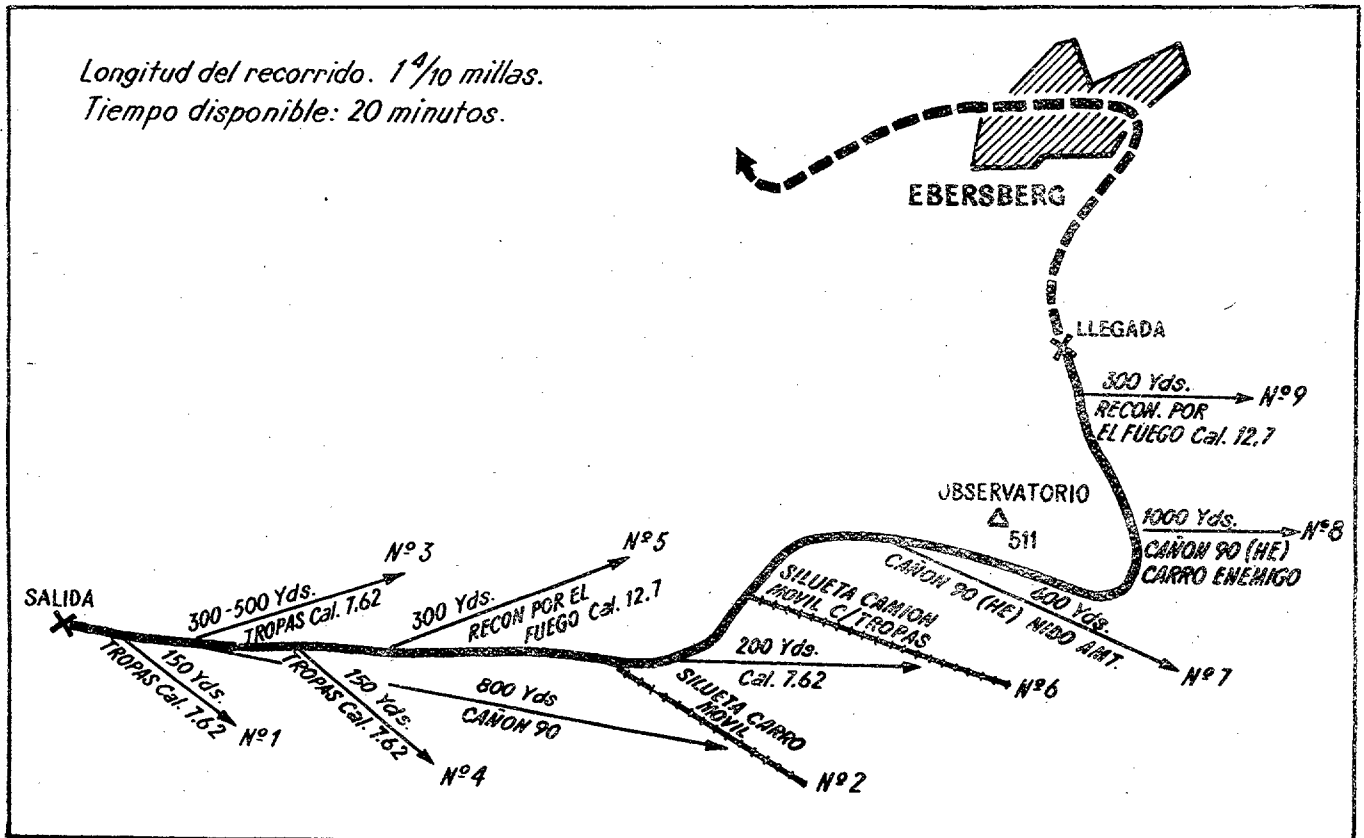 Longitud del recorrido. 1 4/10 millas.
Tiempo disponible: 20 minutos.
EBERSBERG
LLEGADA
300 Yds.
Nº 9
RECON. POR
EL FUEGO Cal. 12,7
OBSERVATORIO
511
1000 Yds.
Nº 8
CAÑON 90 (HE)
CARRO ENEMIGO
SALIDA
Nº 3
300-500 Yds.
TROPAS Cal. 7.62
Nº 5
300 Yds.
RECON POR EL
FUEGO Cal. 12.7
SILUETA CAMION
MOVIL C/TROPAS
Nº 6
600 Yds.
CAÑON 90 (HE) NIDO AMT.
Nº 7
150 Yds.
TROPAS Cal. 7.62
Nº 1
150 Yds.
TROPAS Cal. 7.62
Nº 4
800 Yds
CAÑON 90
200 Yds.
Cal. 7.62
SILUETA CARRO
MOVIL
Nº 2